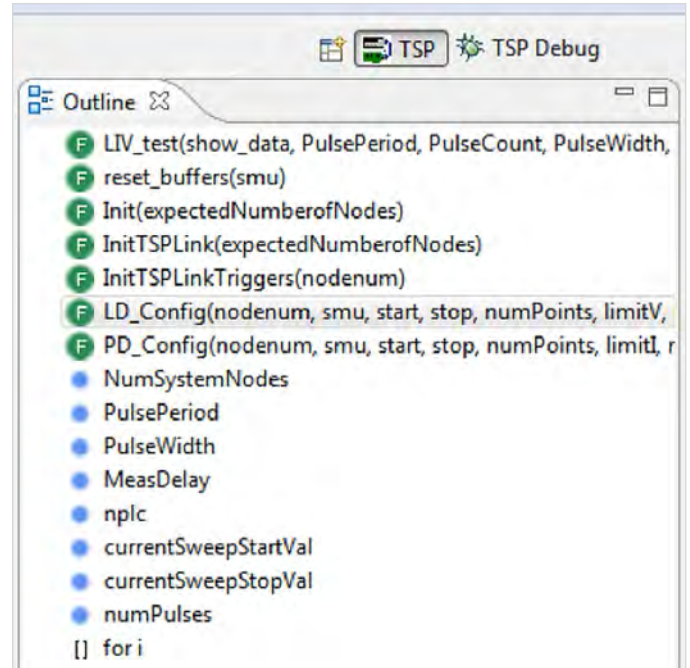 TSP TSP Debug
Outline
F LIV_test(show_data, PulsePeriod, PulseCount, PulseWidth,
F reset_buffers(smu)
F Init(expectedNumberofNodes)
F InitTSPLink(expectedNumberofNodes)
F InitTSPLinkTriggers(nodenum)
F LD_Config(nodenum, smu, start, stop, numPoints, limitV,
F PD_Config(nodenum, smu, start, stop, numPoints, limitI, r
NumSystemNodes
PulsePeriod
PulseWidth
MeasDelay
nplc
currentSweepStartVal
currentSweepStopVal
numPulses
[] for i